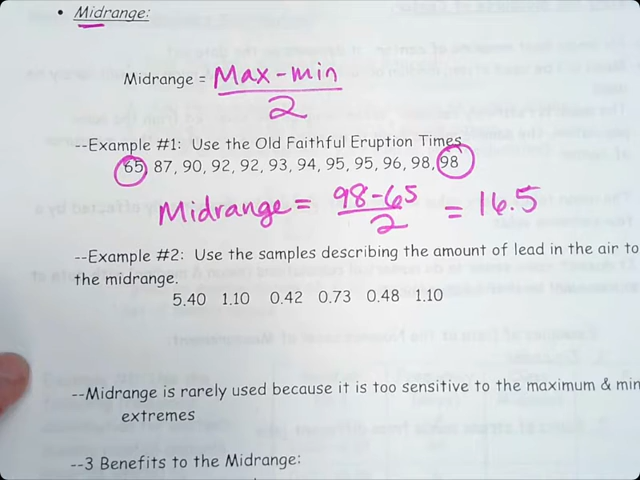 • Midrange:
Midrange = Max - min / 2
--Example #1: Use the Old Faithful Eruption Times
65, 87, 90, 92, 92, 93, 94, 95, 95, 96, 98, 98
Midrange = 98 - 65 / 2 = 16.5
--Example #2: Use the samples describing the amount of lead in the air to
the midrange.
5.40 1.10 0.42 0.73 0.48 1.10
--Midrange is rarely used because it is too sensitive to the maximum & min
extremes
--3 Benefits to the Midrange: